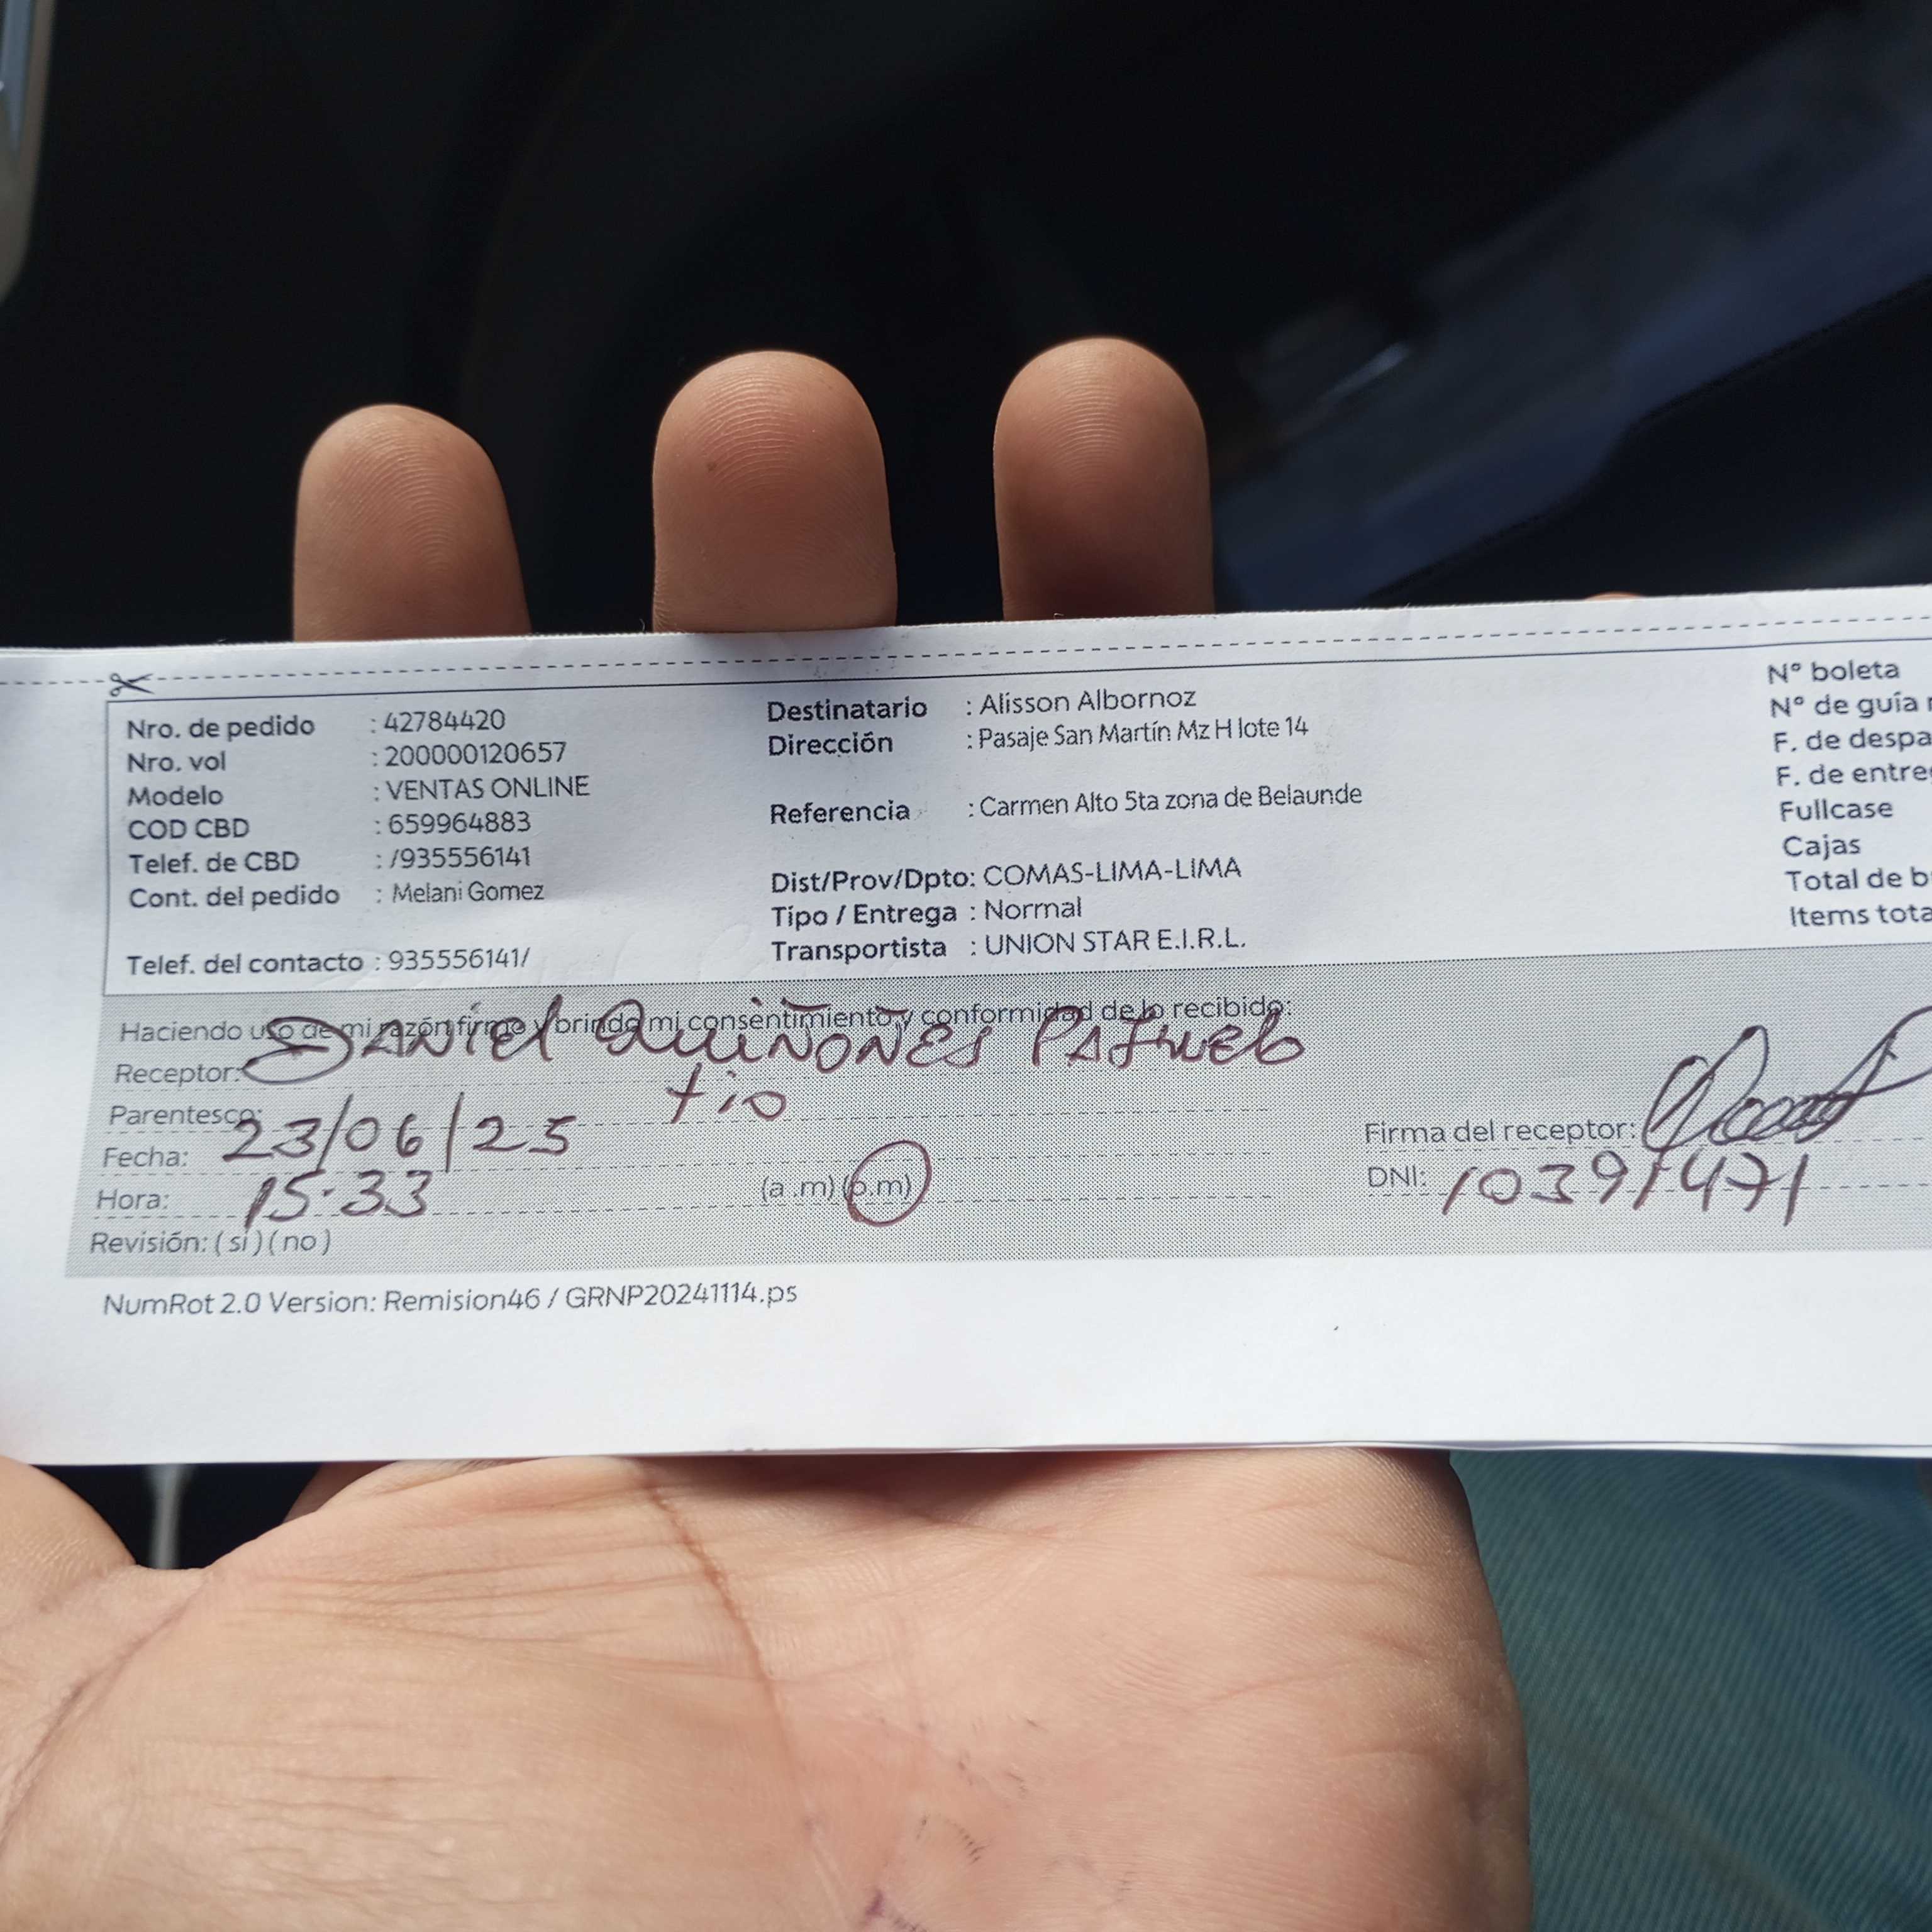 Nro. de pedido : 42784420
Nro. vol : 200000120657
Modelo : VENTAS ONLINE
COD CBD : 659964883
Telef. de CBD : /935556141
Cont. del pedido : Melani Gomez
Telef. del contacto : 935556141/
Destinatario : Alisson Albornoz
Dirección : Pasaje San Martín Mz H lote 14
Referencia : Carmen Alto 5ta zona de Belaunde
Dist/Prov/Dpto: COMAS-LIMA-LIMA
Tipo / Entrega : Normal
Transportista : UNION STAR E.I.R.L.
N° boleta
N° de guía
F. de despa
F. de entre
Fullcase
Cajas
Total de b
Items tota
Haciendo uso de mi razón firmo y brindo mi consentimiento y conformidad de lo recibido:
Receptor: DANiel QuiÑOÑES
Parentesco: tio
Fecha: 23/06/25
Hora: 15:33 (a .m) (p.m)
Revisión: ( si ) ( no )
Firma del receptor:
DNI: 10391471
NumRot 2.0 Version: Remision46 / GRNP20241114.ps